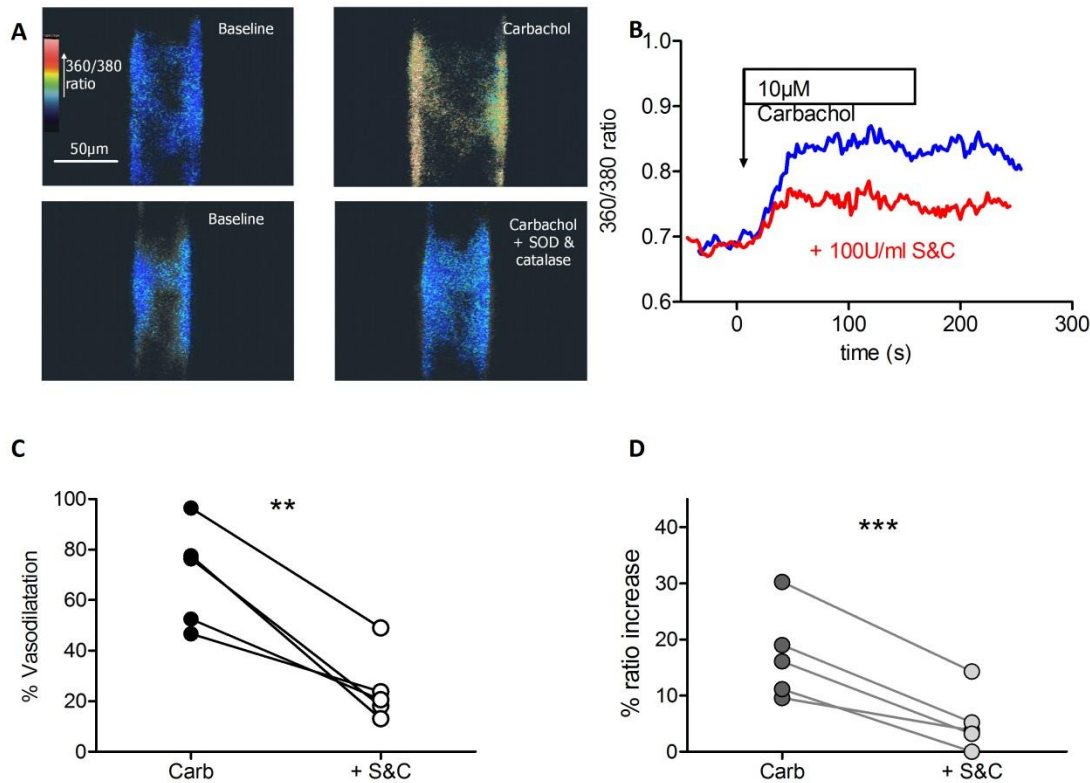 A
Baseline
360/380
ratio
50µm
Carbachol
Baseline
Carbachol
+ SOD &
catalase
B
1.0
0.9
0.8
0.7
0.6
360/380 ratio
10µM
Carbachol
+ 100U/ml S&C
0
100
200
300
time (s)
C
100
80
60
40
20
0
% Vasodilatation
**
Carb
+ S&C
D
40
30
20
10
0
% ratio increase
***
Carb
+ S&C